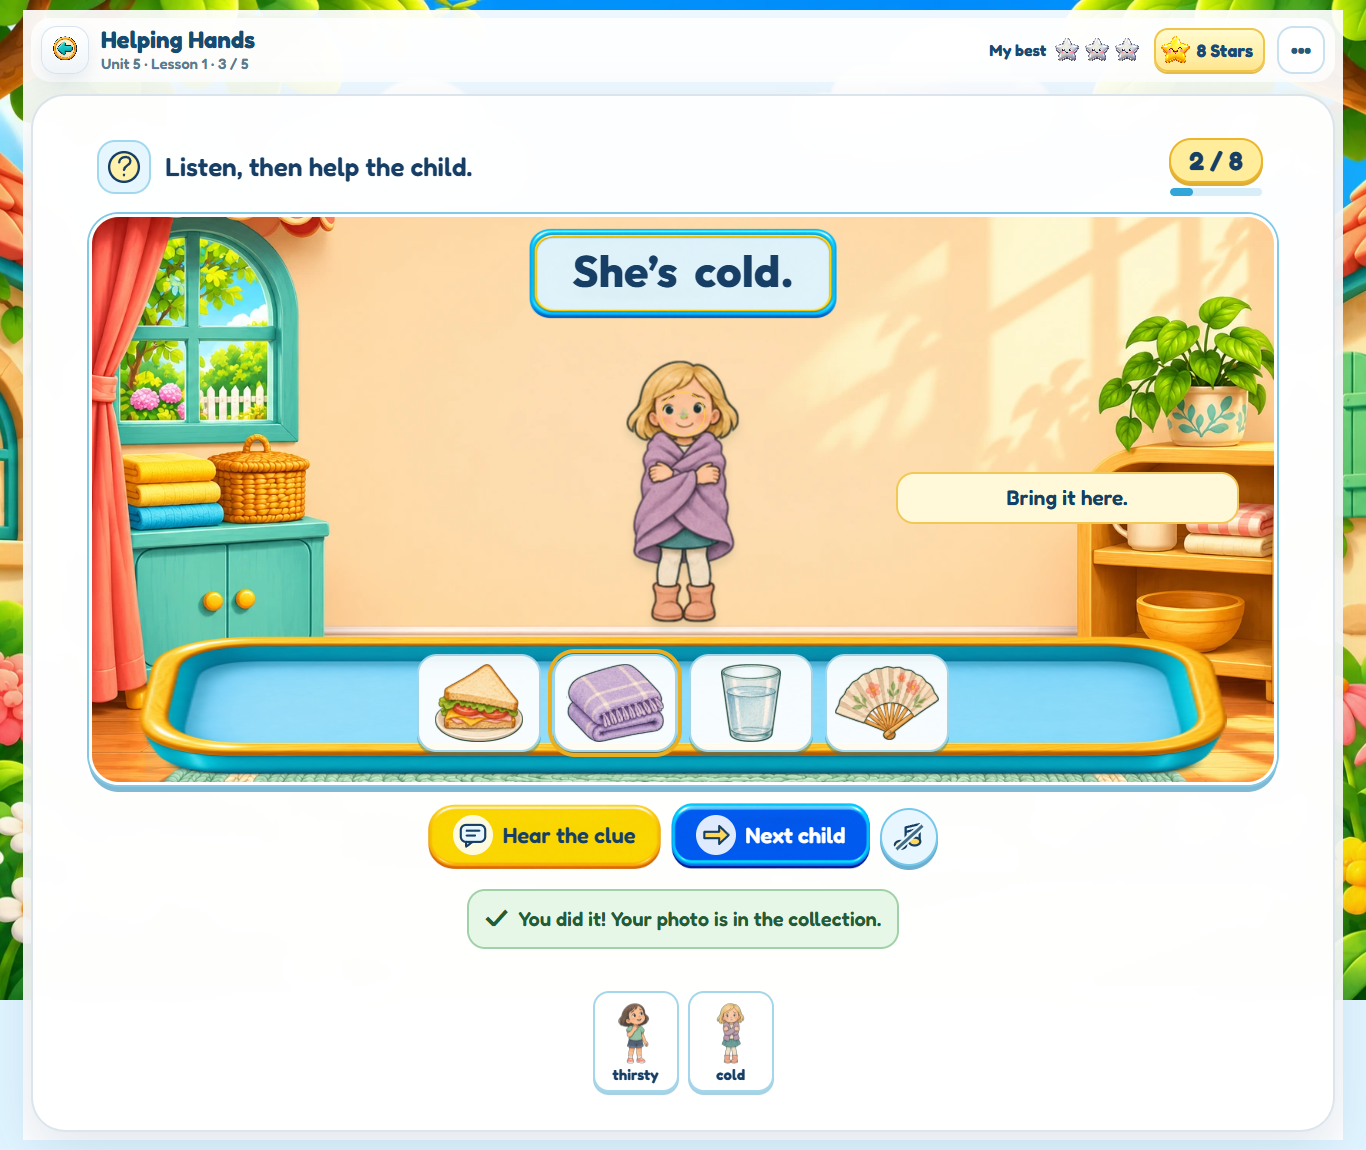 Helping Hands
Unit 5 · Lesson 1 · 3 / 5
My best
8 Stars
Listen, then help the child.
2 / 8
She’s cold.
Bring it here.
Hear the clue
Next child
You did it! Your photo is in the collection.
thirsty
cold